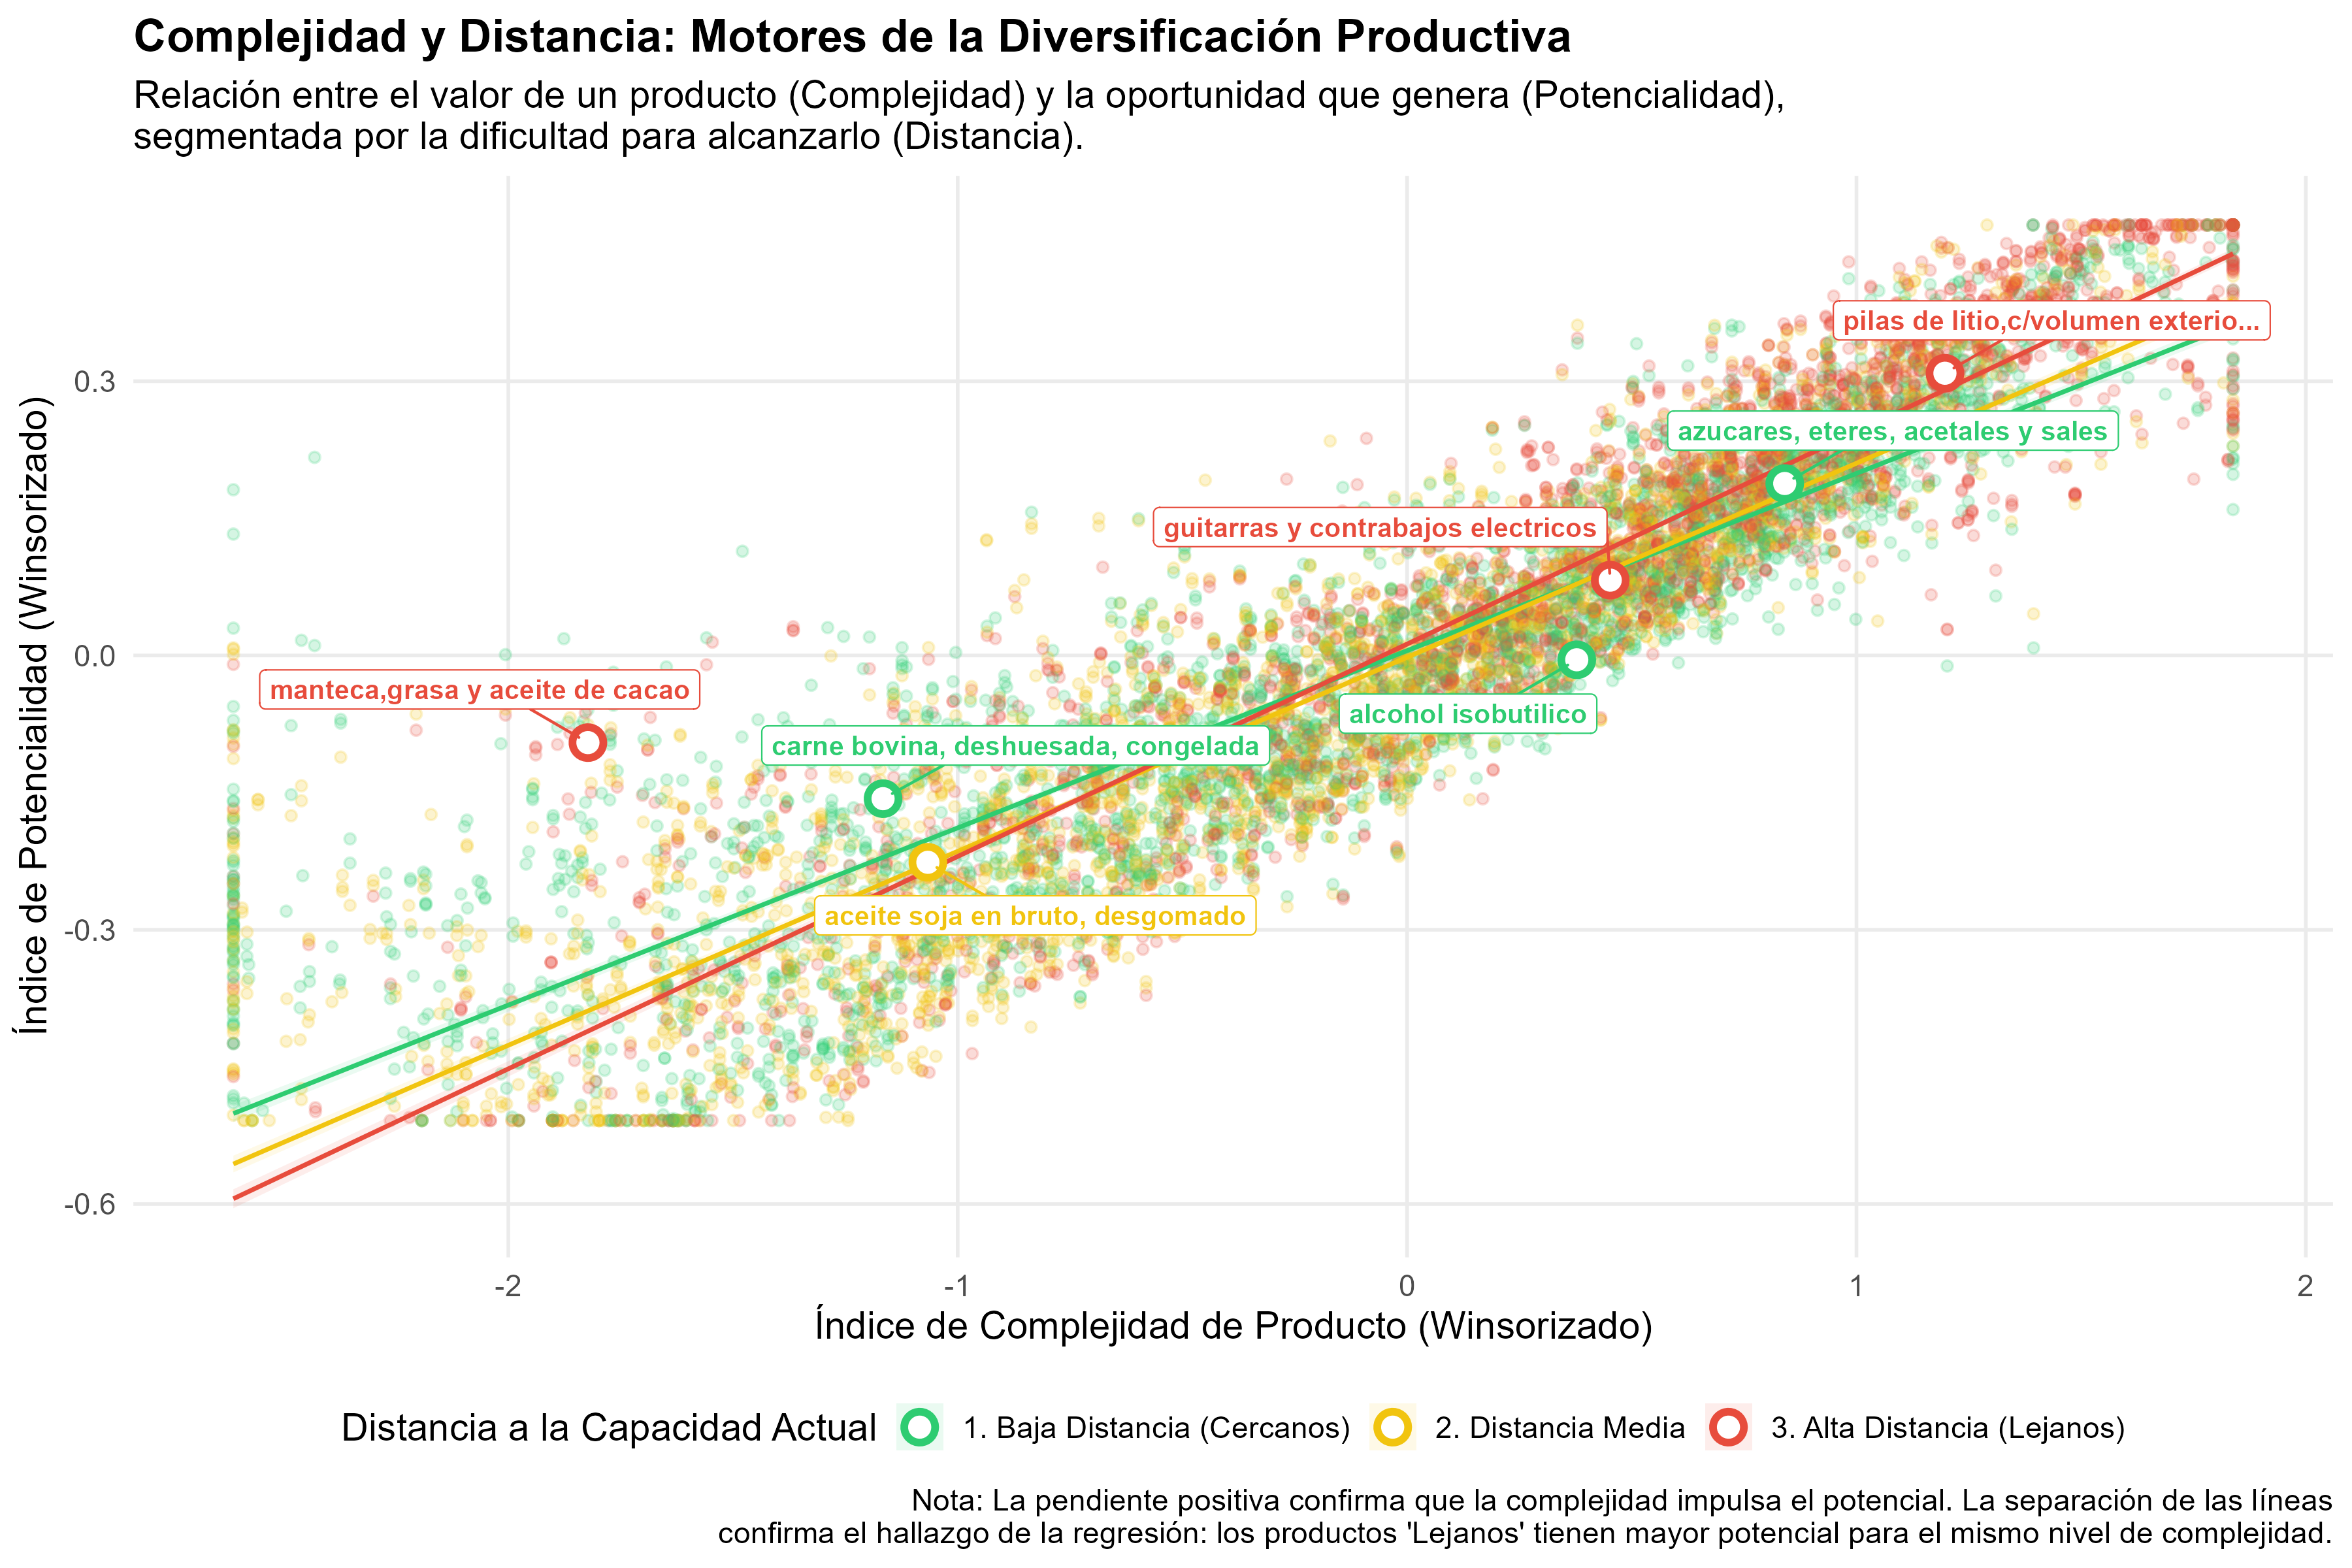 Complejidad y Distancia: Motores de la Diversificación Productiva
Relación entre el valor de un producto (Complejidad) y la oportunidad que genera (Potencialidad),
segmentada por la dificultad para alcanzarlo (Distancia).
Índice de Potencialidad (Winsorizado)
0.3
0.0
-0.3
-0.6
pilas de litio,c/volumen exterio...
azucares, eteres, acetales y sales
guitarras y contrabajos electricos
manteca,grasa y aceite de cacao
alcohol isobutilico
carne bovina, deshuesada, congelada
aceite soja en bruto, desgomado
-2
-1
0
1
2
Índice de Complejidad de Producto (Winsorizado)
Distancia a la Capacidad Actual
1. Baja Distancia (Cercanos)
2. Distancia Media
3. Alta Distancia (Lejanos)
Nota: La pendiente positiva confirma que la complejidad impulsa el potencial. La separación de las líneas
confirma el hallazgo de la regresión: los productos 'Lejanos' tienen mayor potencial para el mismo nivel de complejidad.